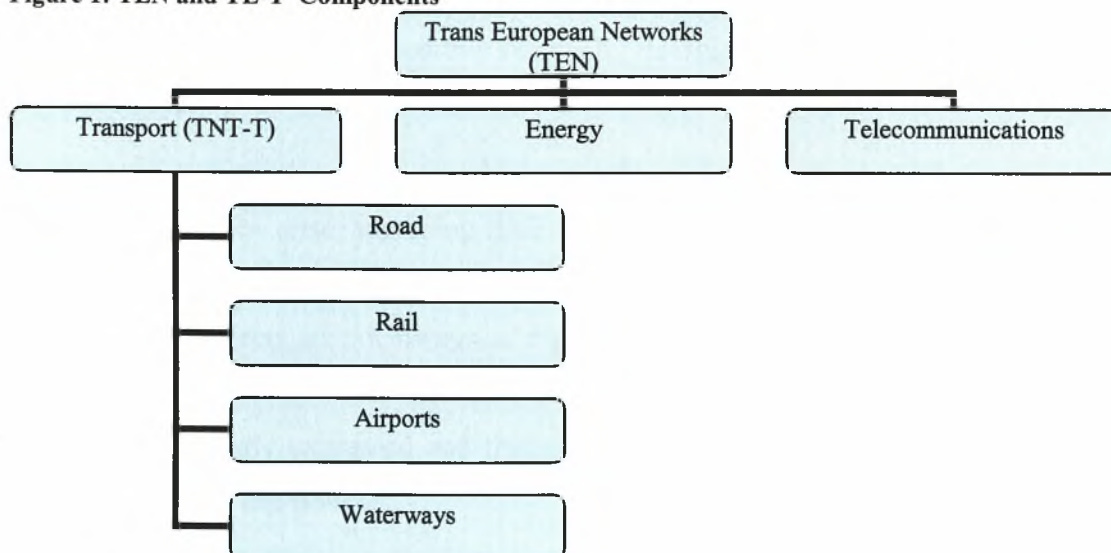 Figure 1. TEN and TE-T Components
Trans European Networks
(TEN)
Transport (TNT-T)
Energy
Telecommunications
Road
Rail
Airports
Waterways